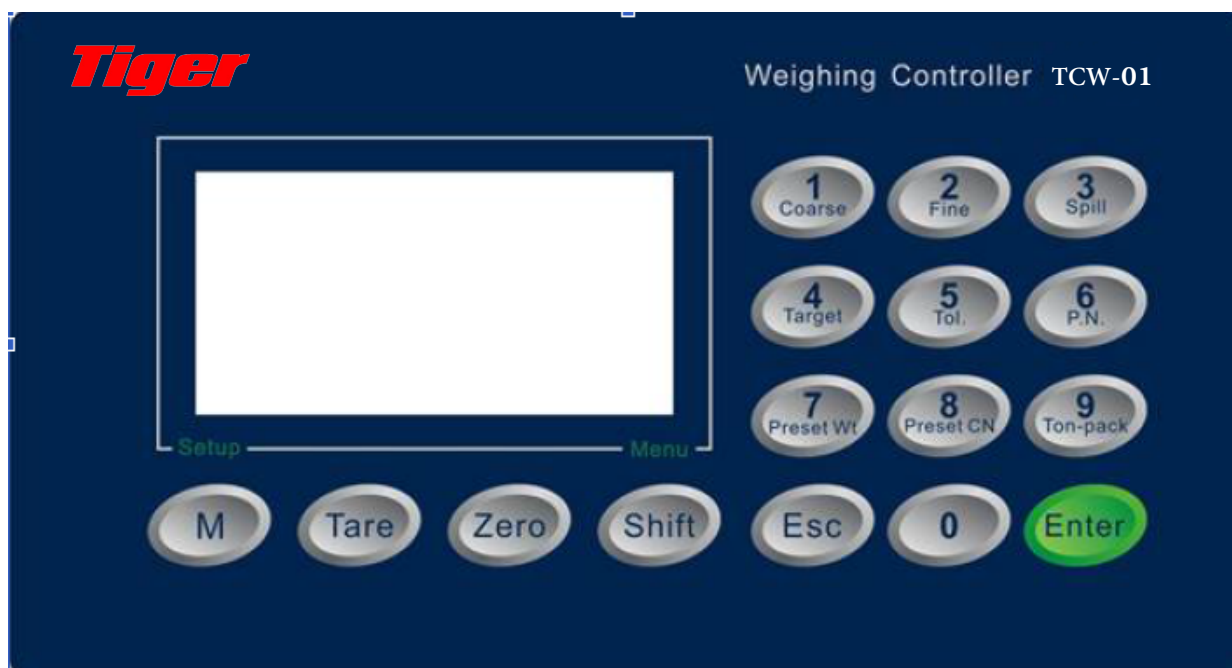 Tiger
Weighing Controller TCW-01
1
Coarse
2
Fine
3
Spill
4
Target
5
Tol.
6
P.N.
7
Preset Wt
8
Preset CN
9
Ton-pack
Setup
Menu
M
Tare
Zero
Shift
Esc
0
Enter